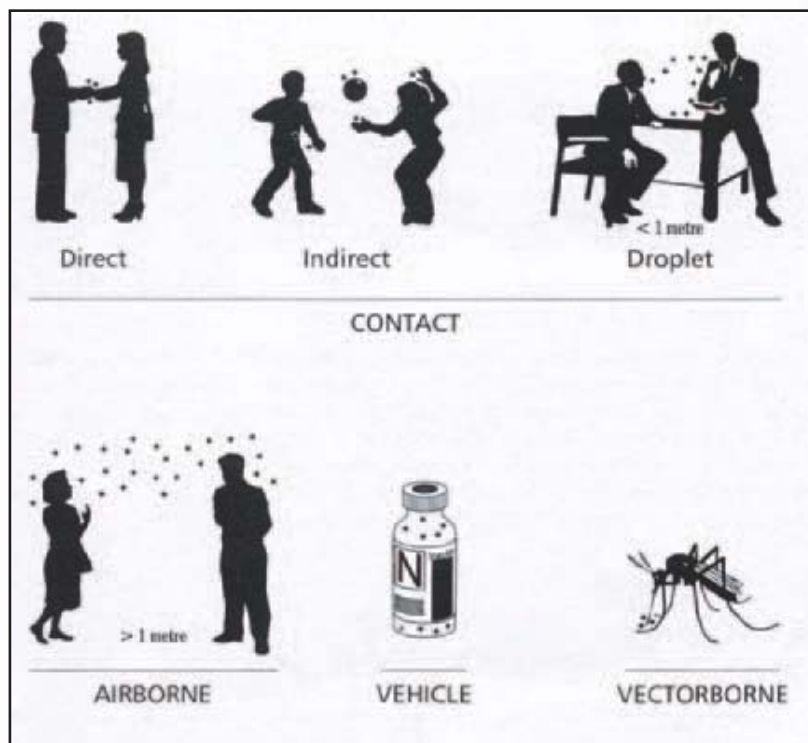 < 1 metre
Direct Indirect Droplet
CONTACT
N
> 1 metre
AIRBORNE VEHICLE VECTORBORNE